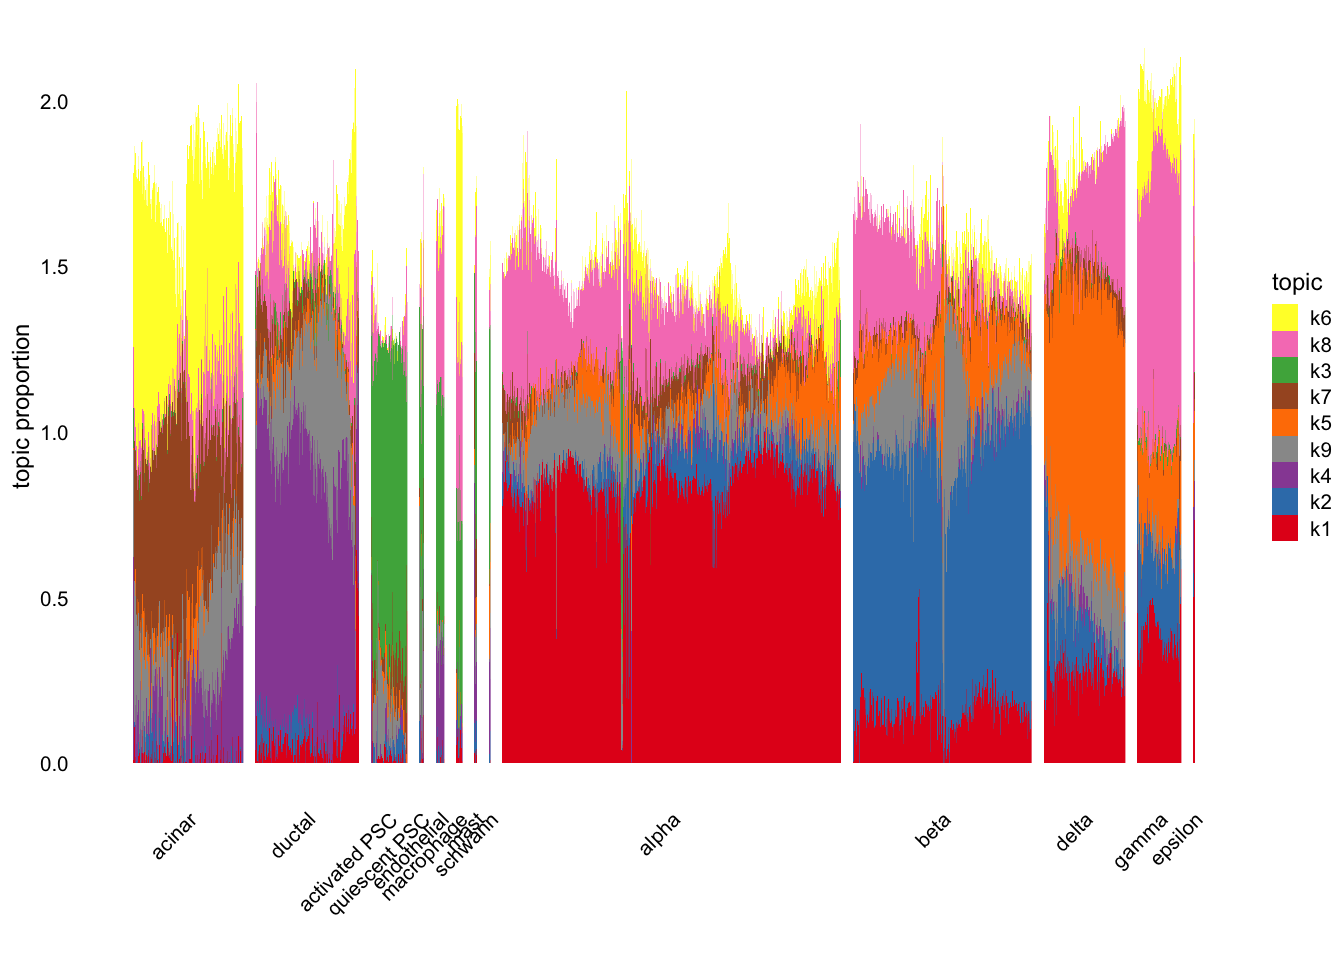 topic proportion
2.0
1.5
1.0
0.5
0.0
acinar
ductal
activated PSC
quiescent PSC
endothelial
macrophage
mast
schwann
alpha
beta
delta
gamma
epsilon
topic
k6
k8
k3
k7
k5
k9
k4
k2
k1